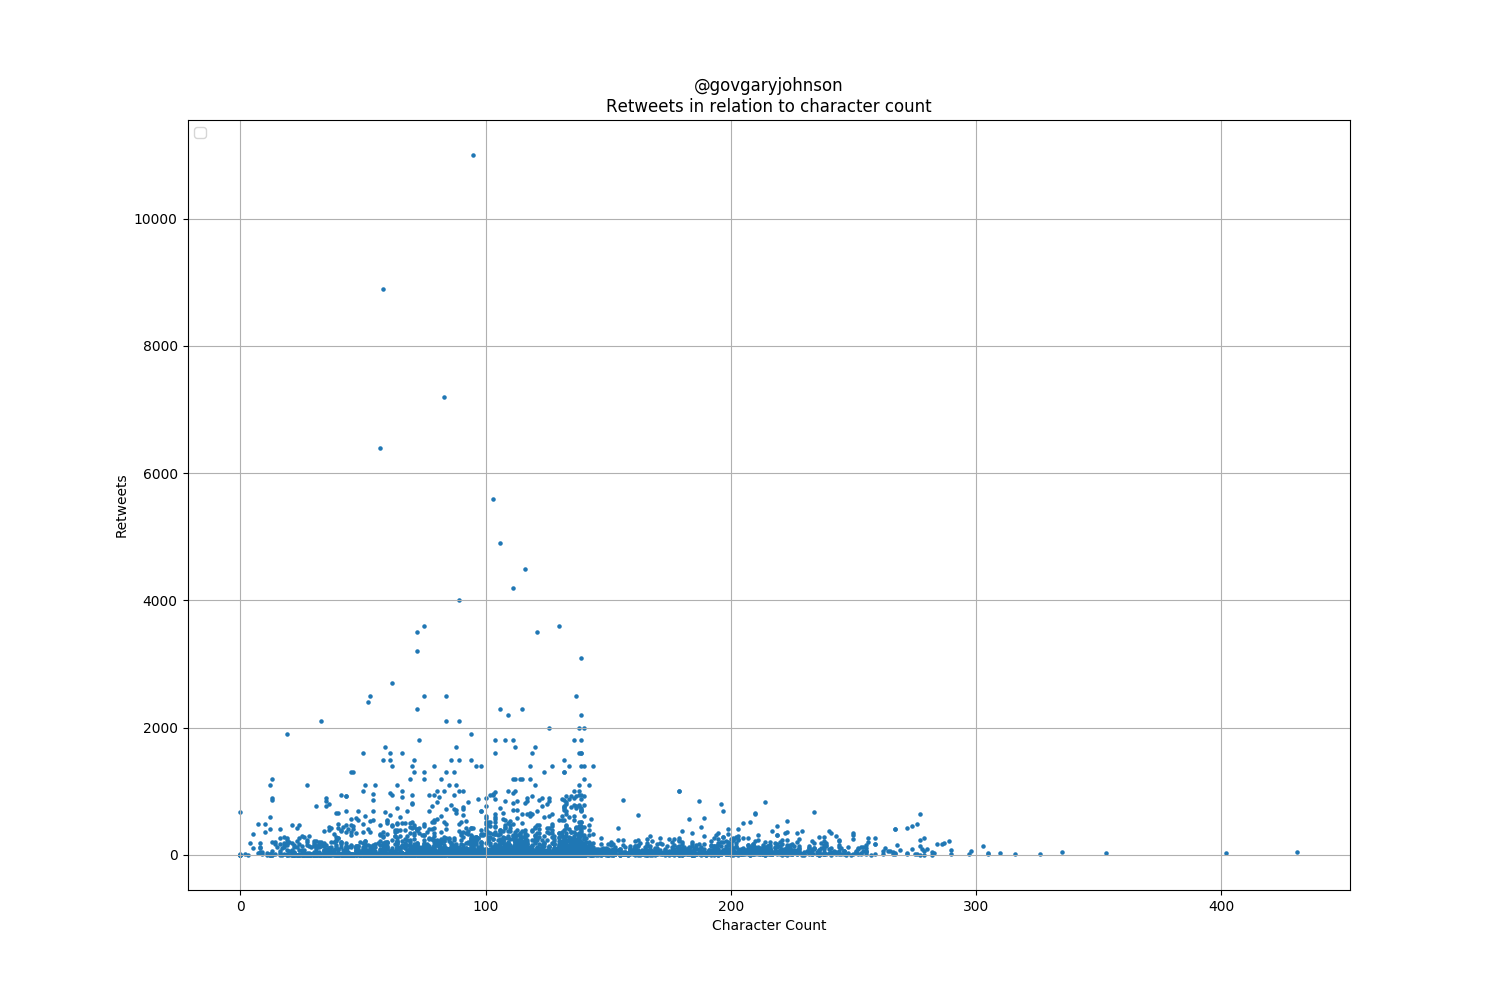 @govgaryjohnson
Retweets in relation to character count
10000
8000
6000
4000
2000
0
Retweets
0 100 200 300 400
Character Count